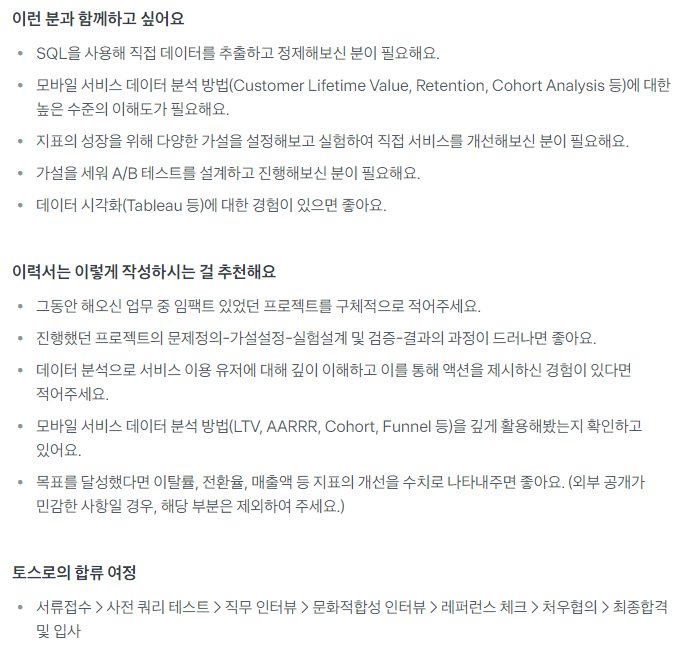 이런 분과 함께하고 싶어요
• SQL을 사용해 직접 데이터를 추출하고 정제해보신 분이 필요해요.
• 모바일 서비스 데이터 분석 방법(Customer Lifetime Value, Retention, Cohort Analysis 등)에 대한
높은 수준의 이해도가 필요해요.
• 지표의 성장을 위해 다양한 가설을 설정해보고 실험하여 직접 서비스를 개선해보신 분이 필요해요.
• 가설을 세워 A/B 테스트를 설계하고 진행해보신 분이 필요해요.
• 데이터 시각화(Tableau 등)에 대한 경험이 있으면 좋아요.
이력서는 이렇게 작성하시는 걸 추천해요
• 그동안 해오신 업무 중 임팩트 있었던 프로젝트를 구체적으로 적어주세요.
• 진행했던 프로젝트의 문제정의-가설설정-실험설계 및 검증-결과의 과정이 드러나면 좋아요.
• 데이터 분석으로 서비스 이용 유저에 대해 깊이 이해하고 이를 통해 액션을 제시하신 경험이 있다면
적어주세요.
• 모바일 서비스 데이터 분석 방법(LTV, AARRR, Cohort, Funnel 등)을 깊게 활용해봤는지 확인하고
있어요.
• 목표를 달성했다면 이탈률, 전환율, 매출액 등 지표의 개선을 수치로 나타내주면 좋아요. (외부 공개가
민감한 사항일 경우, 해당 부분은 제외하여 주세요.)
토스로의 합류 여정
• 서류접수 > 사전 쿼리 테스트 > 직무 인터뷰 > 문화적합성 인터뷰 > 레퍼런스 체크 > 처우협의 > 최종합격
및 입사